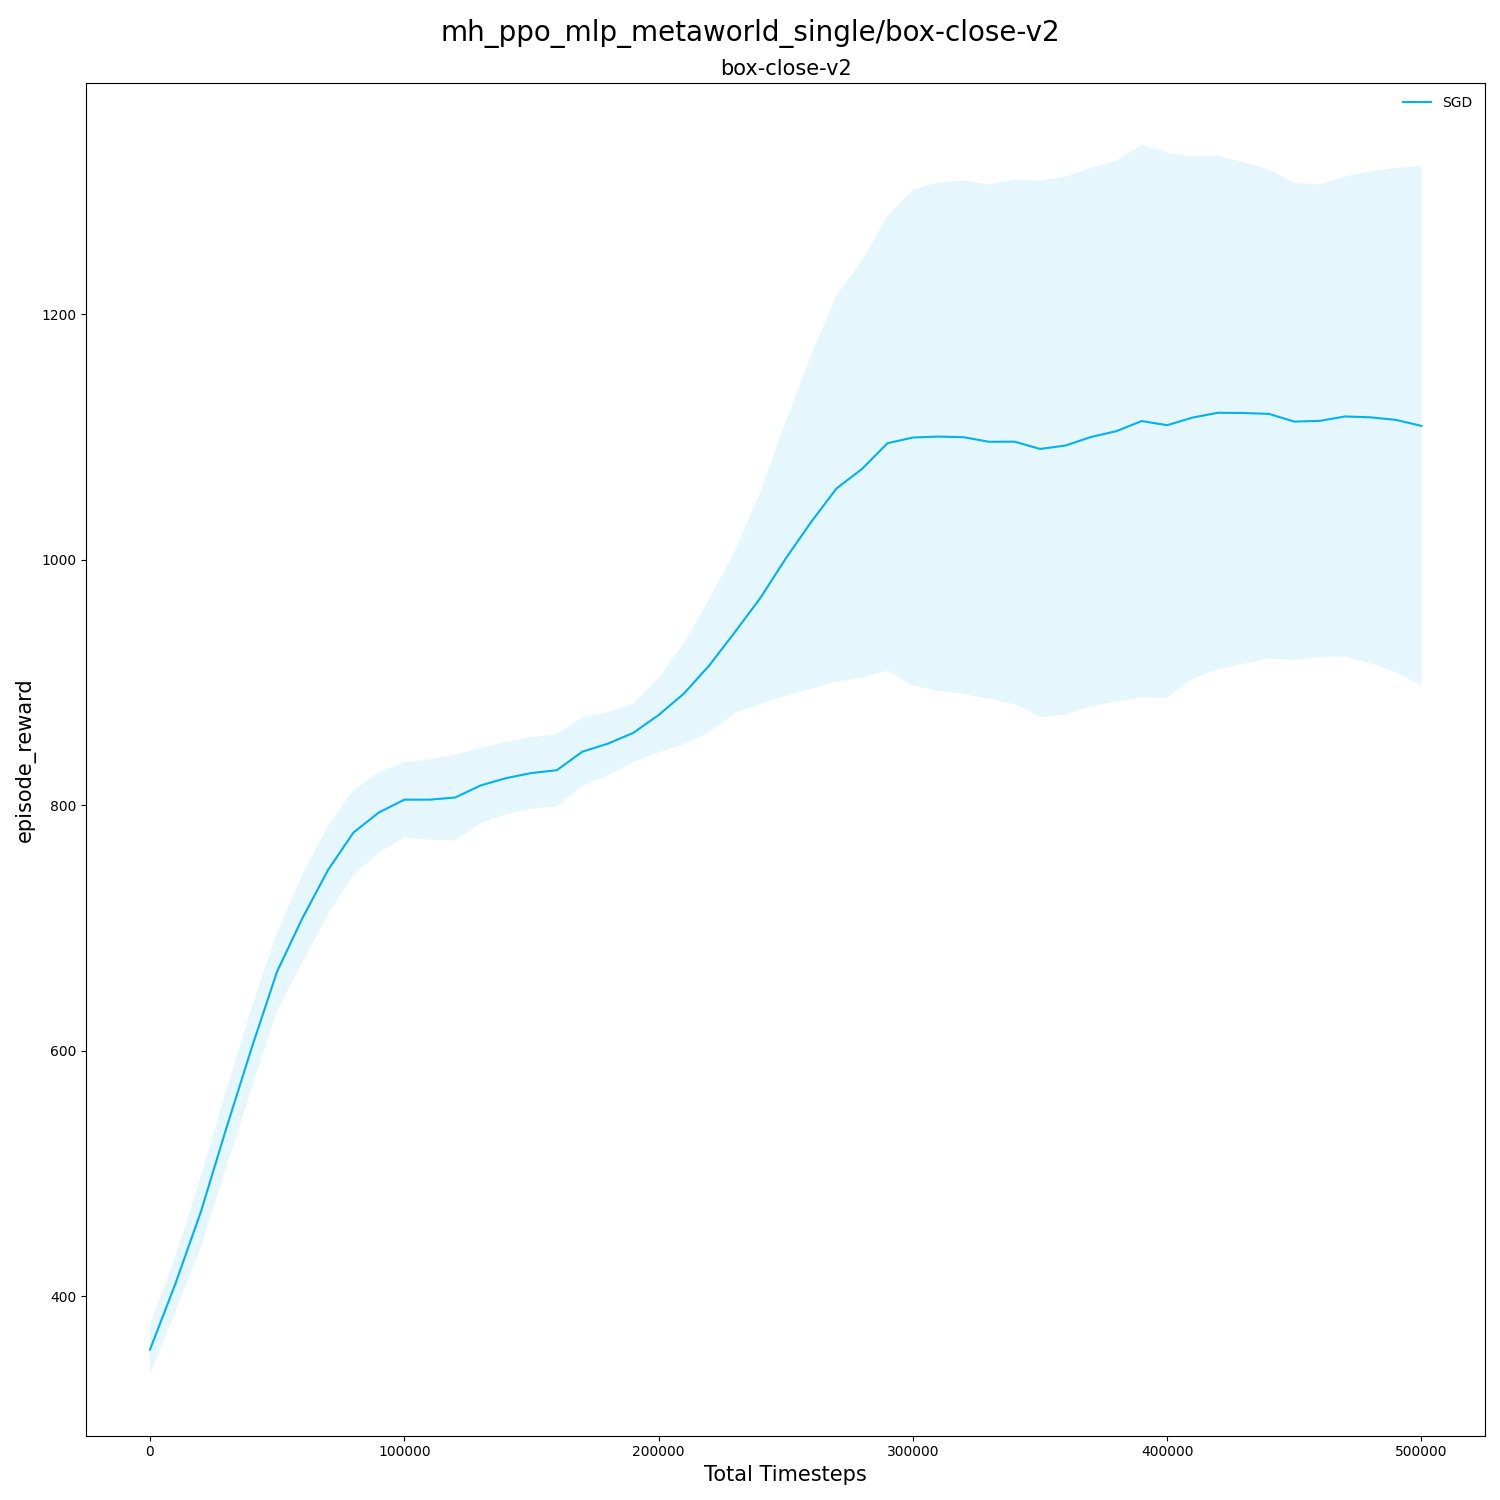 mh_ppo_mlp_metaworld_single/box-close-v2
box-close-v2
SGD
1200
1000
800
600
400
episode_reward
0 100000 200000 300000 400000 500000
Total Timesteps